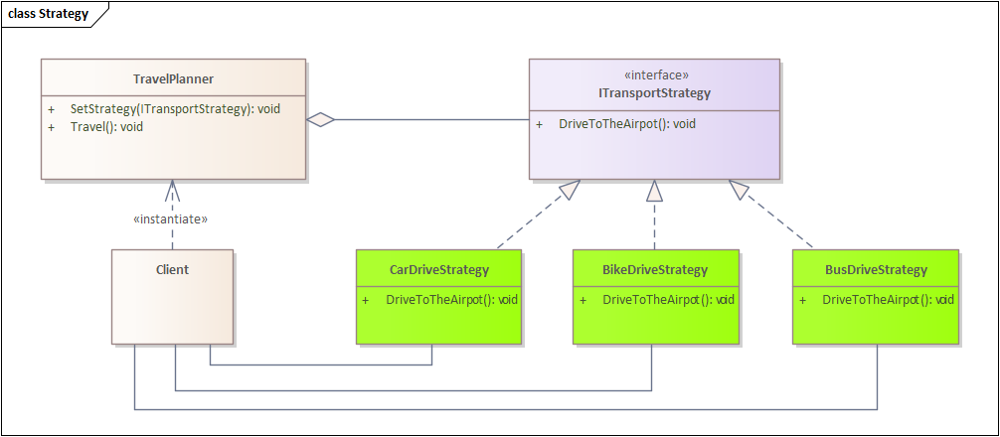 class Strategy
TravelPlanner
+ SetStrategy(ITransportStrategy): void
+ Travel(): void
«interface»
ITransportStrategy
+ DriveToTheAirpot(): void
«instantiate»
Client
CarDriveStrategy
+ DriveToTheAirpot(): void
BikeDriveStrategy
+ DriveToTheAirpot(): void
BusDriveStrategy
+ DriveToTheAirpot(): void